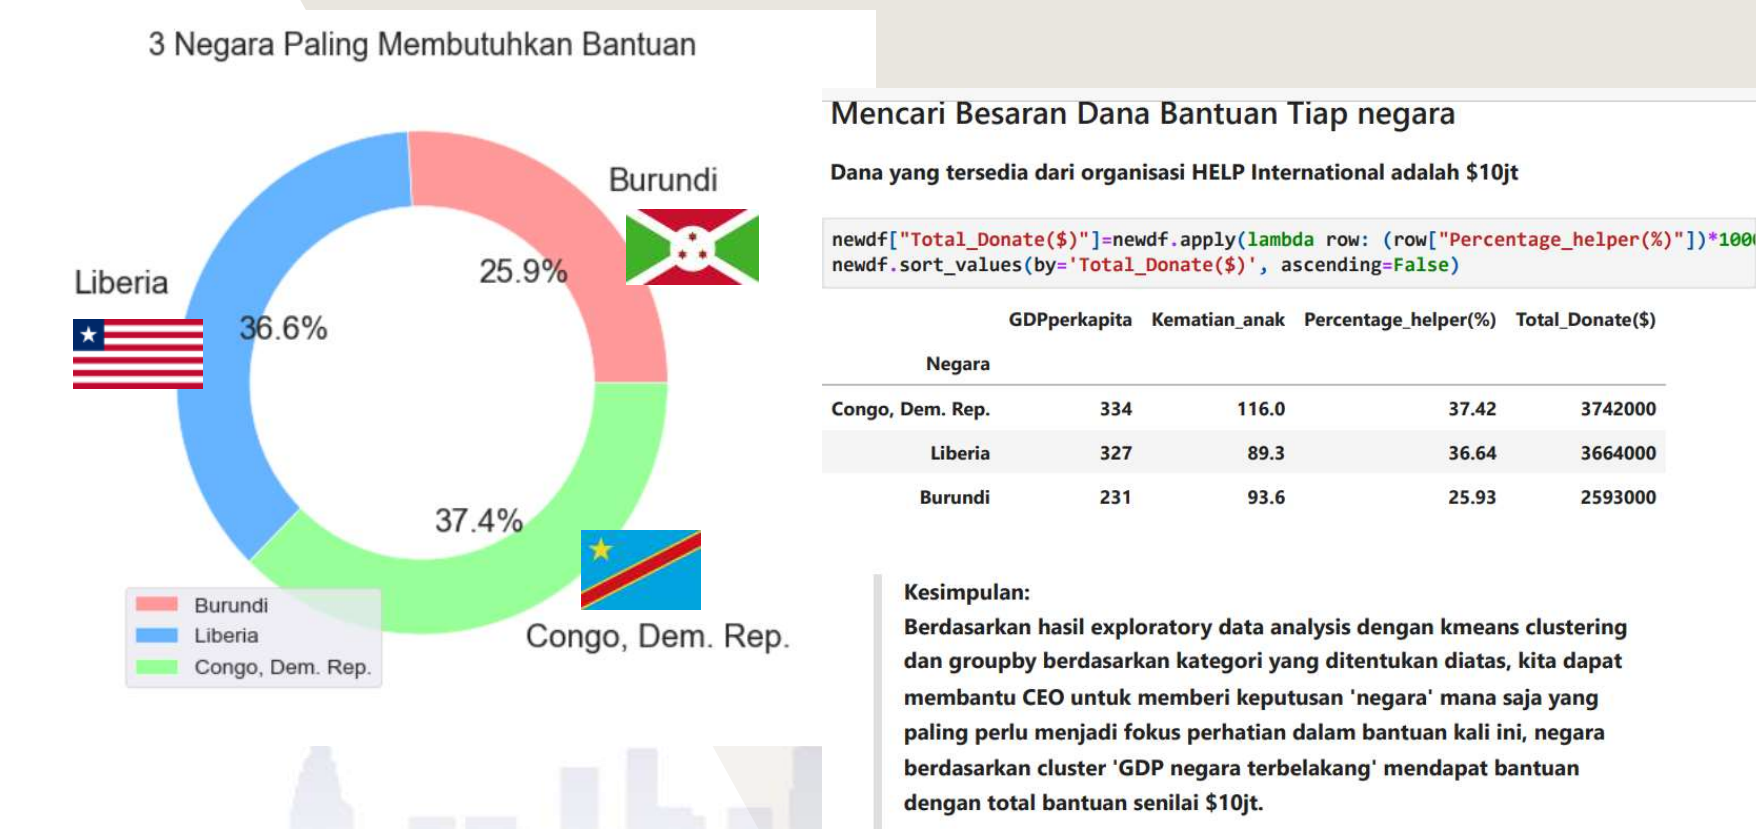 3 Negara Paling Membutuhkan Bantuan
Burundi
25.9%
Liberia
36.6%
37.4%
Congo, Dem. Rep.
Burundi
Liberia
Congo, Dem. Rep.
Mencari Besaran Dana Bantuan Tiap negara
Dana yang tersedia dari organisasi HELP International adalah $10jt
newdf["Total_Donate($)"]=newdf.apply(lambda row: (row["Percentage_helper(%)"])*100
newdf.sort_values(by='Total_Donate($)', ascending=False)
GDPperkapita Kematian_anak Percentage_helper(%) Total_Donate($)
Negara
Congo, Dem. Rep. 334 116.0 37.42 3742000
Liberia 327 89.3 36.64 3664000
Burundi 231 93.6 25.93 2593000
Kesimpulan:
Berdasarkan hasil exploratory data analysis dengan kmeans clustering
dan groupby berdasarkan kategori yang ditentukan diatas, kita dapat
membantu CEO untuk memberi keputusan 'negara' mana saja yang
paling perlu menjadi fokus perhatian dalam bantuan kali ini, negara
berdasarkan cluster 'GDP negara terbelakang' mendapat bantuan
dengan total bantuan senilai $10jt.